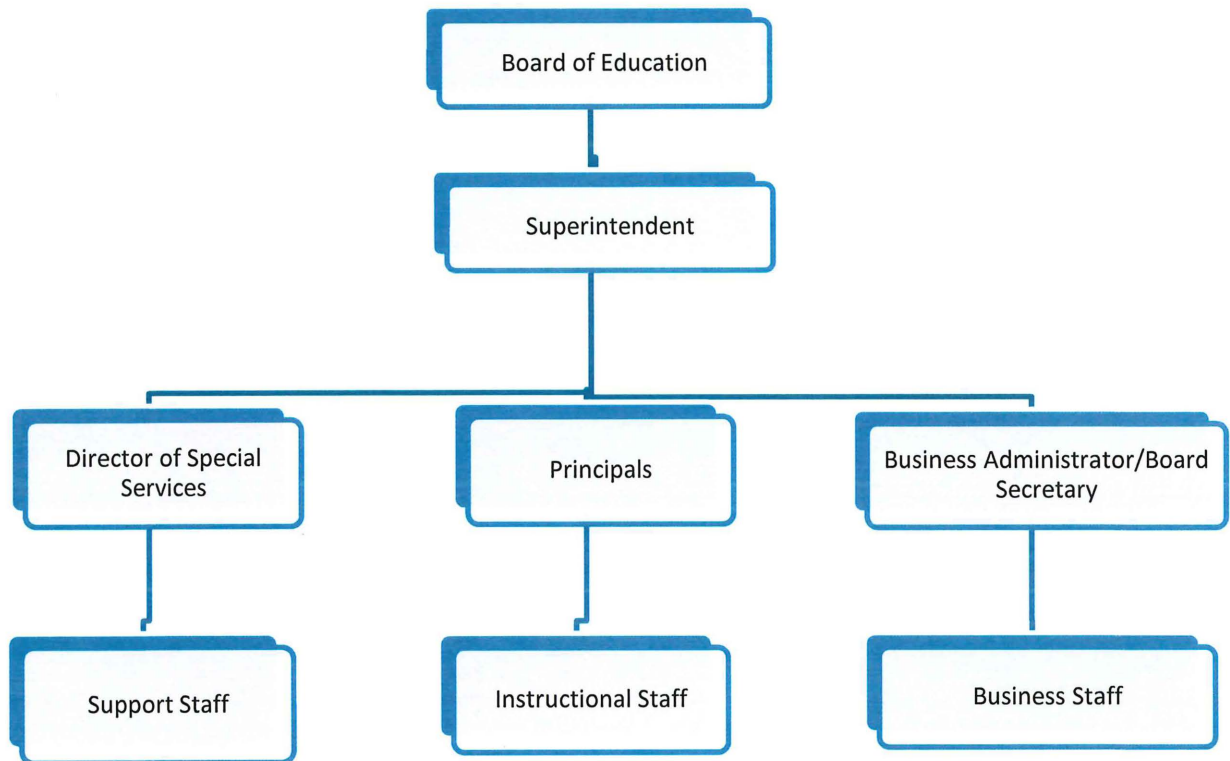 Board of Education
Superintendent
Director of Special
Services
Principals
Business Administrator/Board
Secretary
Support Staff
Instructional Staff
Business Staff